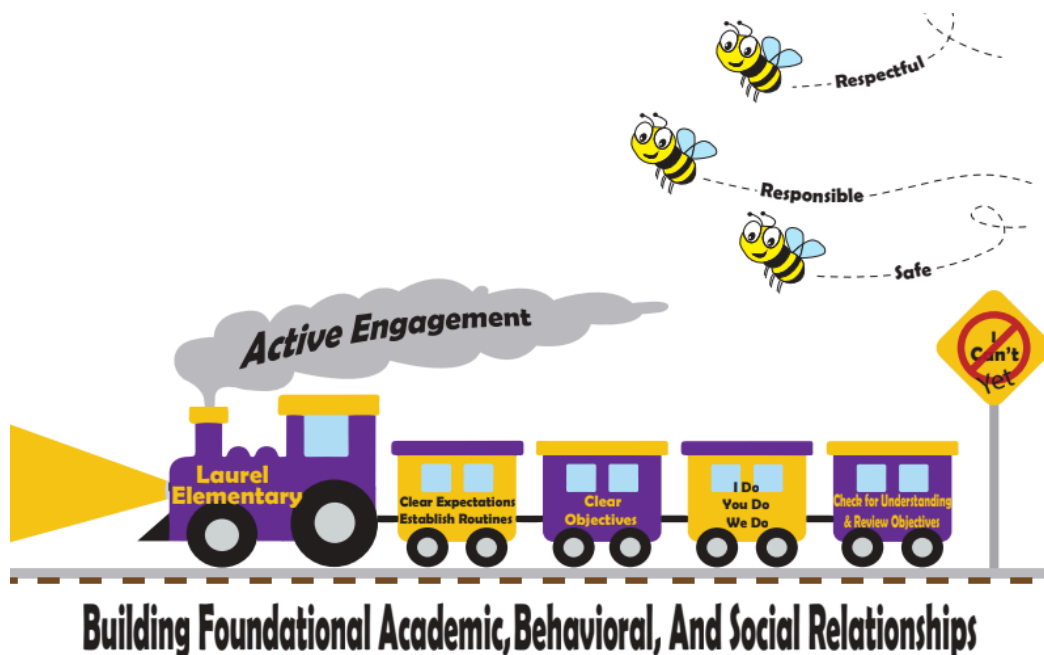 Respectful
Responsible
Safe
Active Engagement
I
Can't
Yet
Laurel
Elementary
Clear Expectations
Establish Routines
Clear
Objectives
I Do
You Do
We Do
Check for Understanding
& Review Objectives
Building Foundational Academic, Behavioral, And Social Relationships